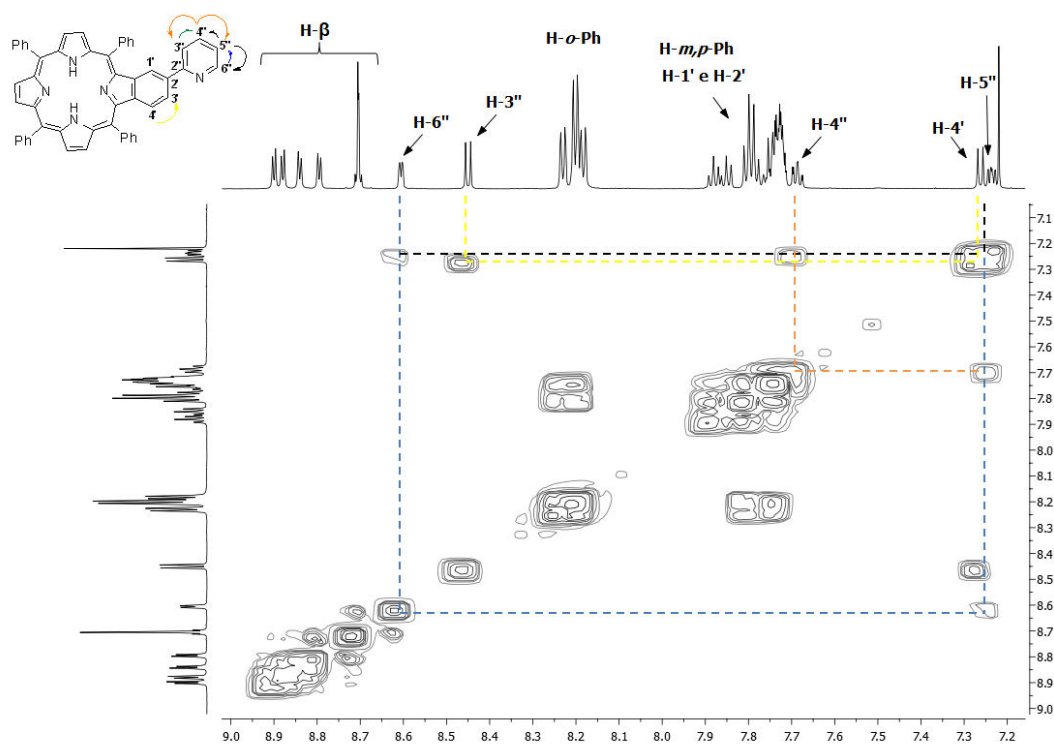 Ph
Ph
Ph
Ph
NH
HN
N
N
N
1'
2'
3'
4'
2''
3''
4''
5''
6''
H-β
H-6''
H-3''
H-o-Ph
H-m,p-Ph
H-1' e H-2'
H-4''
H-4'
H-5''
7.1
7.2
7.3
7.4
7.5
7.6
7.7
7.8
7.9
8.0
8.1
8.2
8.3
8.4
8.5
8.6
8.7
8.8
8.9
9.0
9.0 8.9 8.8 8.7 8.6 8.5 8.4 8.3 8.2 8.1 8.0 7.9 7.8 7.7 7.6 7.5 7.4 7.3 7.2